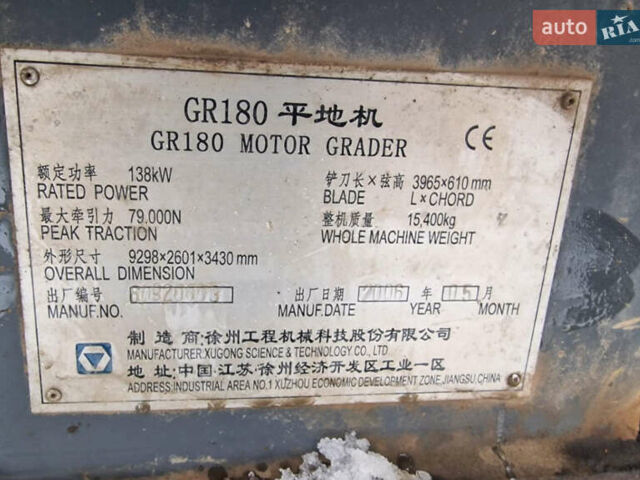 auto RIA
GR180 平地机
GR180 MOTOR GRADER
CE
额定功率 138kW 铲刀长×弦高 3965×610mm
RATED POWER BLADE L×CHORD
最大牵引力 79.000N 整机质量 15,400kg
PEAK TRACTION WHOLE MACHINE WEIGHT
外形尺寸 9298×2601×3430mm
OVERALL DIMENSION
出厂编号 出厂日期 2006 年 05 月
MANUF.NO. MANUF.DATE YEAR MONTH
制造商:徐州工程机械科技股份有限公司
MANUFACTURER:XUGONG SCIENCE & TECHNOLOGY CO., LTD
地址:中国·江苏·徐州经济开发区工业一区
ADDRESS:INDUSTRIAL AREA NO.1 XUZHOU ECONOMIC DEVELOPMENT ZONE,JIANGSU,CHINA